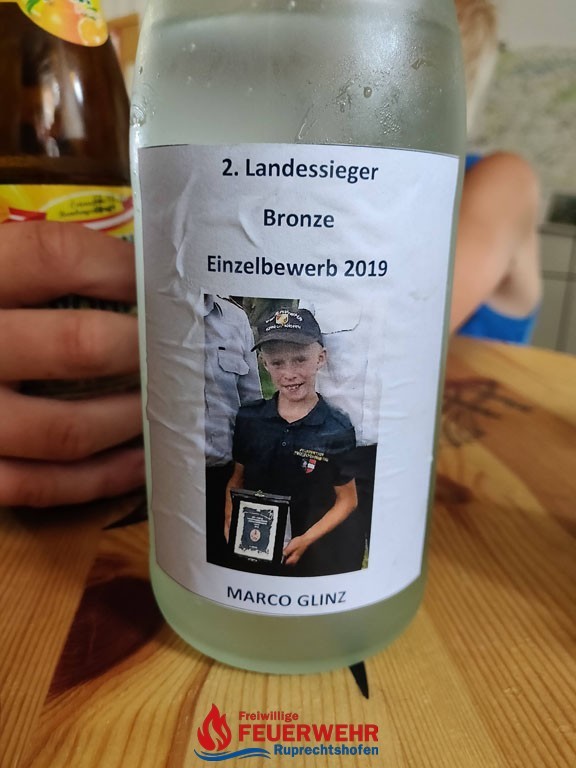 2. Landessieger
Bronze
Einzelbewerb 2019
MARCO GLINZ
Freiwillige
FEUERWEHR
Ruprechtshofen